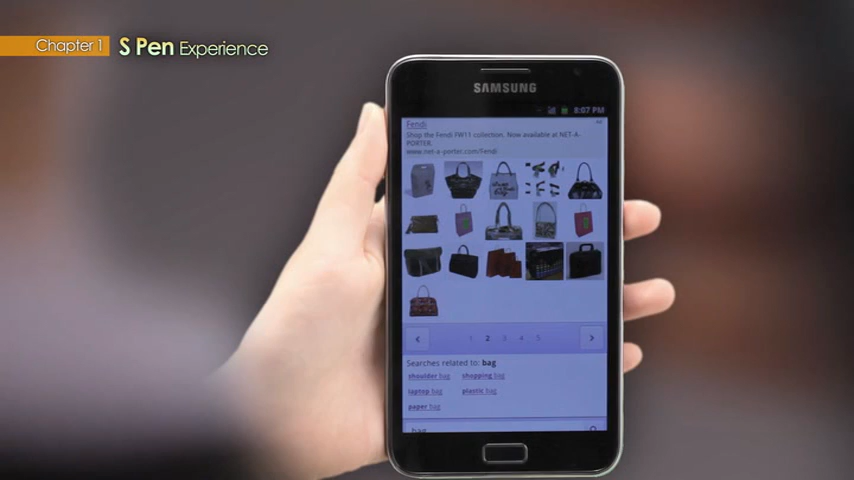 Chapter 1 S Pen Experience
SAMSUNG
8:07 PM
Fendi
Ad
Shop the Fendi FW11 collection. Now available at NET-A-
PORTER.
www.net-a-porter.com/Fendi
1 2 3 4 5
Searches related to: bag
shoulder bag shopping bag
laptop bag plastic bag
paper bag
bag